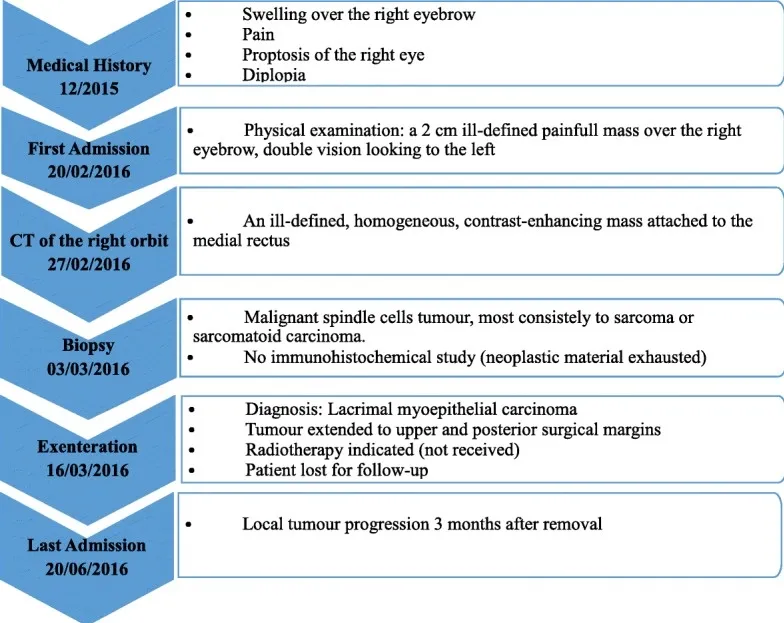 Medical History
12/2015
• Swelling over the right eyebrow
• Pain
• Proptosis of the right eye
• Diplopia
First Admission
20/02/2016
• Physical examination: a 2 cm ill-defined painfull mass over the right
eyebrow, double vision looking to the left
CT of the right orbit
27/02/2016
• An ill-defined, homogeneous, contrast-enhancing mass attached to the
medial rectus
Biopsy
03/03/2016
• Malignant spindle cells tumour, most consistely to sarcoma or
sarcomatoid carcinoma.
• No immunohistochemical study (neoplastic material exhausted)
Exenteration
16/03/2016
• Diagnosis: Lacrimal myoepithelial carcinoma
• Tumour extended to upper and posterior surgical margins
• Radiotherapy indicated (not received)
• Patient lost for follow-up
Last Admission
20/06/2016
• Local tumour progression 3 months after removal